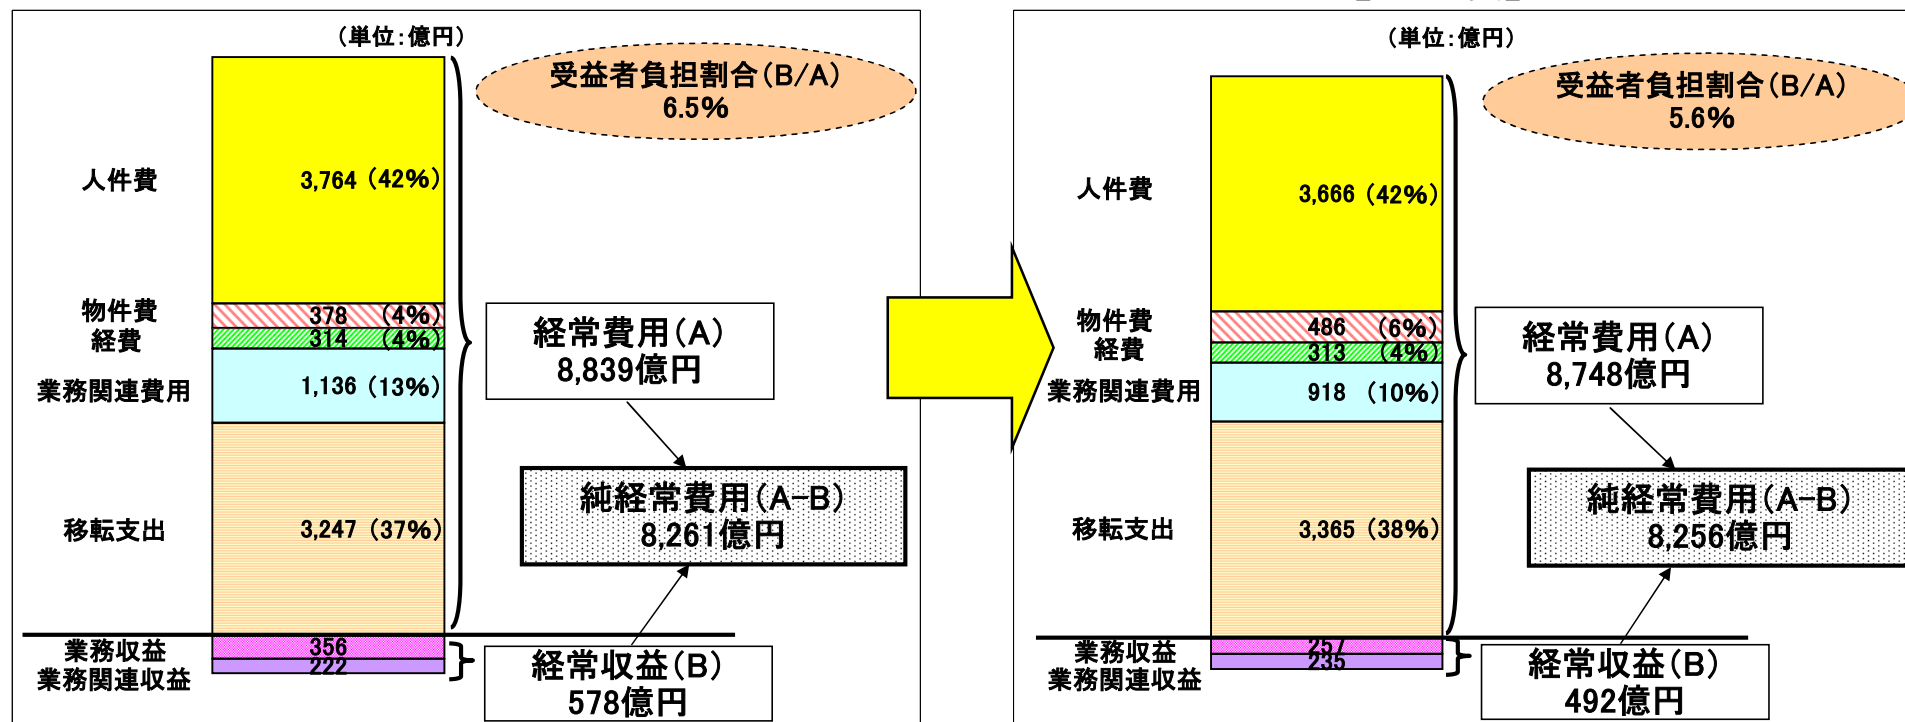 (単位:億円)
受益者負担割合(B/A)
6.5%
人件費
3,764 (42%)
物件費
378 (4%)
経費
314 (4%)
業務関連費用
1,136 (13%)
経常費用(A)
8,839億円
純経常費用(A-B)
8,261億円
移転支出
3,247 (37%)
業務収益
356
業務関連収益
222
経常収益(B)
578億円
(単位:億円)
受益者負担割合(B/A)
5.6%
人件費
3,666 (42%)
物件費
486 (6%)
経費
313 (4%)
業務関連費用
918 (10%)
経常費用(A)
8,748億円
純経常費用(A-B)
8,256億円
移転支出
3,365 (38%)
業務収益
257
業務関連収益
235
経常収益(B)
492億円